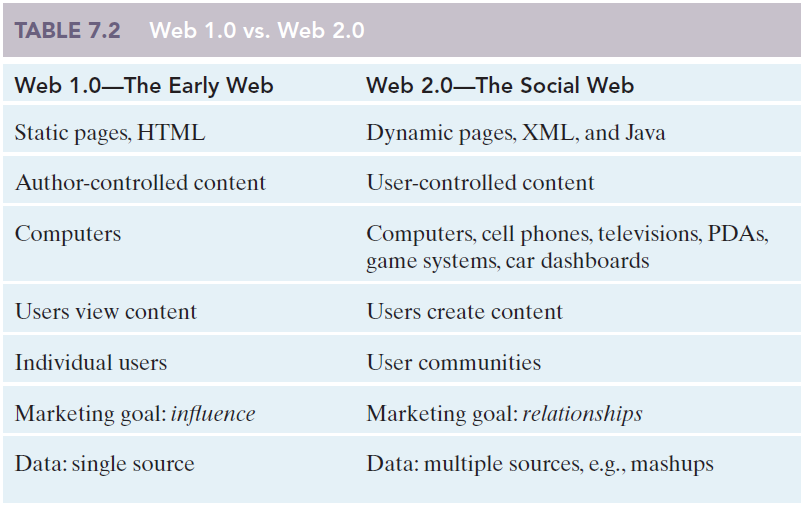 TABLE 7.2 Web 1.0 vs. Web 2.0
Web 1.0—The Early Web Web 2.0—The Social Web
Static pages, HTML Dynamic pages, XML, and Java
Author-controlled content User-controlled content
Computers Computers, cell phones, televisions, PDAs,
game systems, car dashboards
Users view content Users create content
Individual users User communities
Marketing goal: influence Marketing goal: relationships
Data: single source Data: multiple sources, e.g., mashups